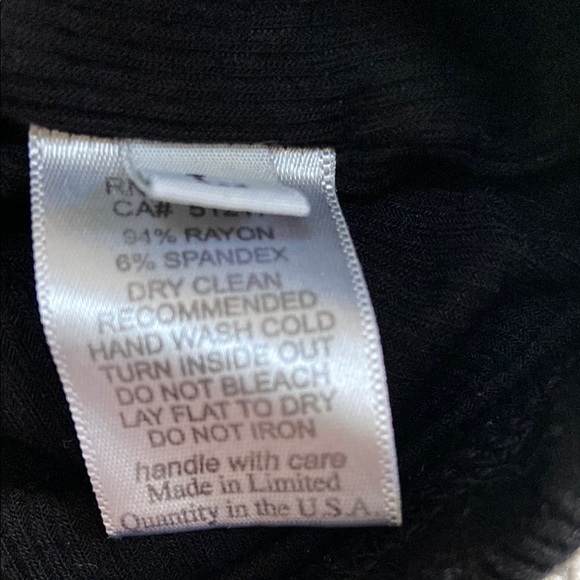 CA#
94% RAYON
6% SPANDEX
DRY CLEAN
RECOMMENDED
HAND WASH COLD
TURN INSIDE OUT
DO NOT BLEACH
LAY FLAT TO DRY
DO NOT IRON
handle with care
Made in Limited
Quantity in the U.S.A.